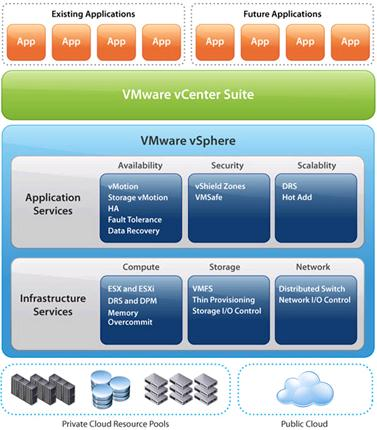 Existing Applications
Future Applications
App App App App
App App App App
VMware vCenter Suite
VMware vSphere
Availability
Security
Scalablity
Application
Services
vMotion
Storage vMotion
HA
Fault Tolerance
Data Recovery
vShield Zones
VMSafe
DRS
Hot Add
Compute
Storage
Network
Infrastructure
Services
ESX and ESXi
DRS and DPM
Memory
Overcommit
VMFS
Thin Provisioning
Storage I/O Control
Distributed Switch
Network I/O Control
Private Cloud Resource Pools
Public Cloud